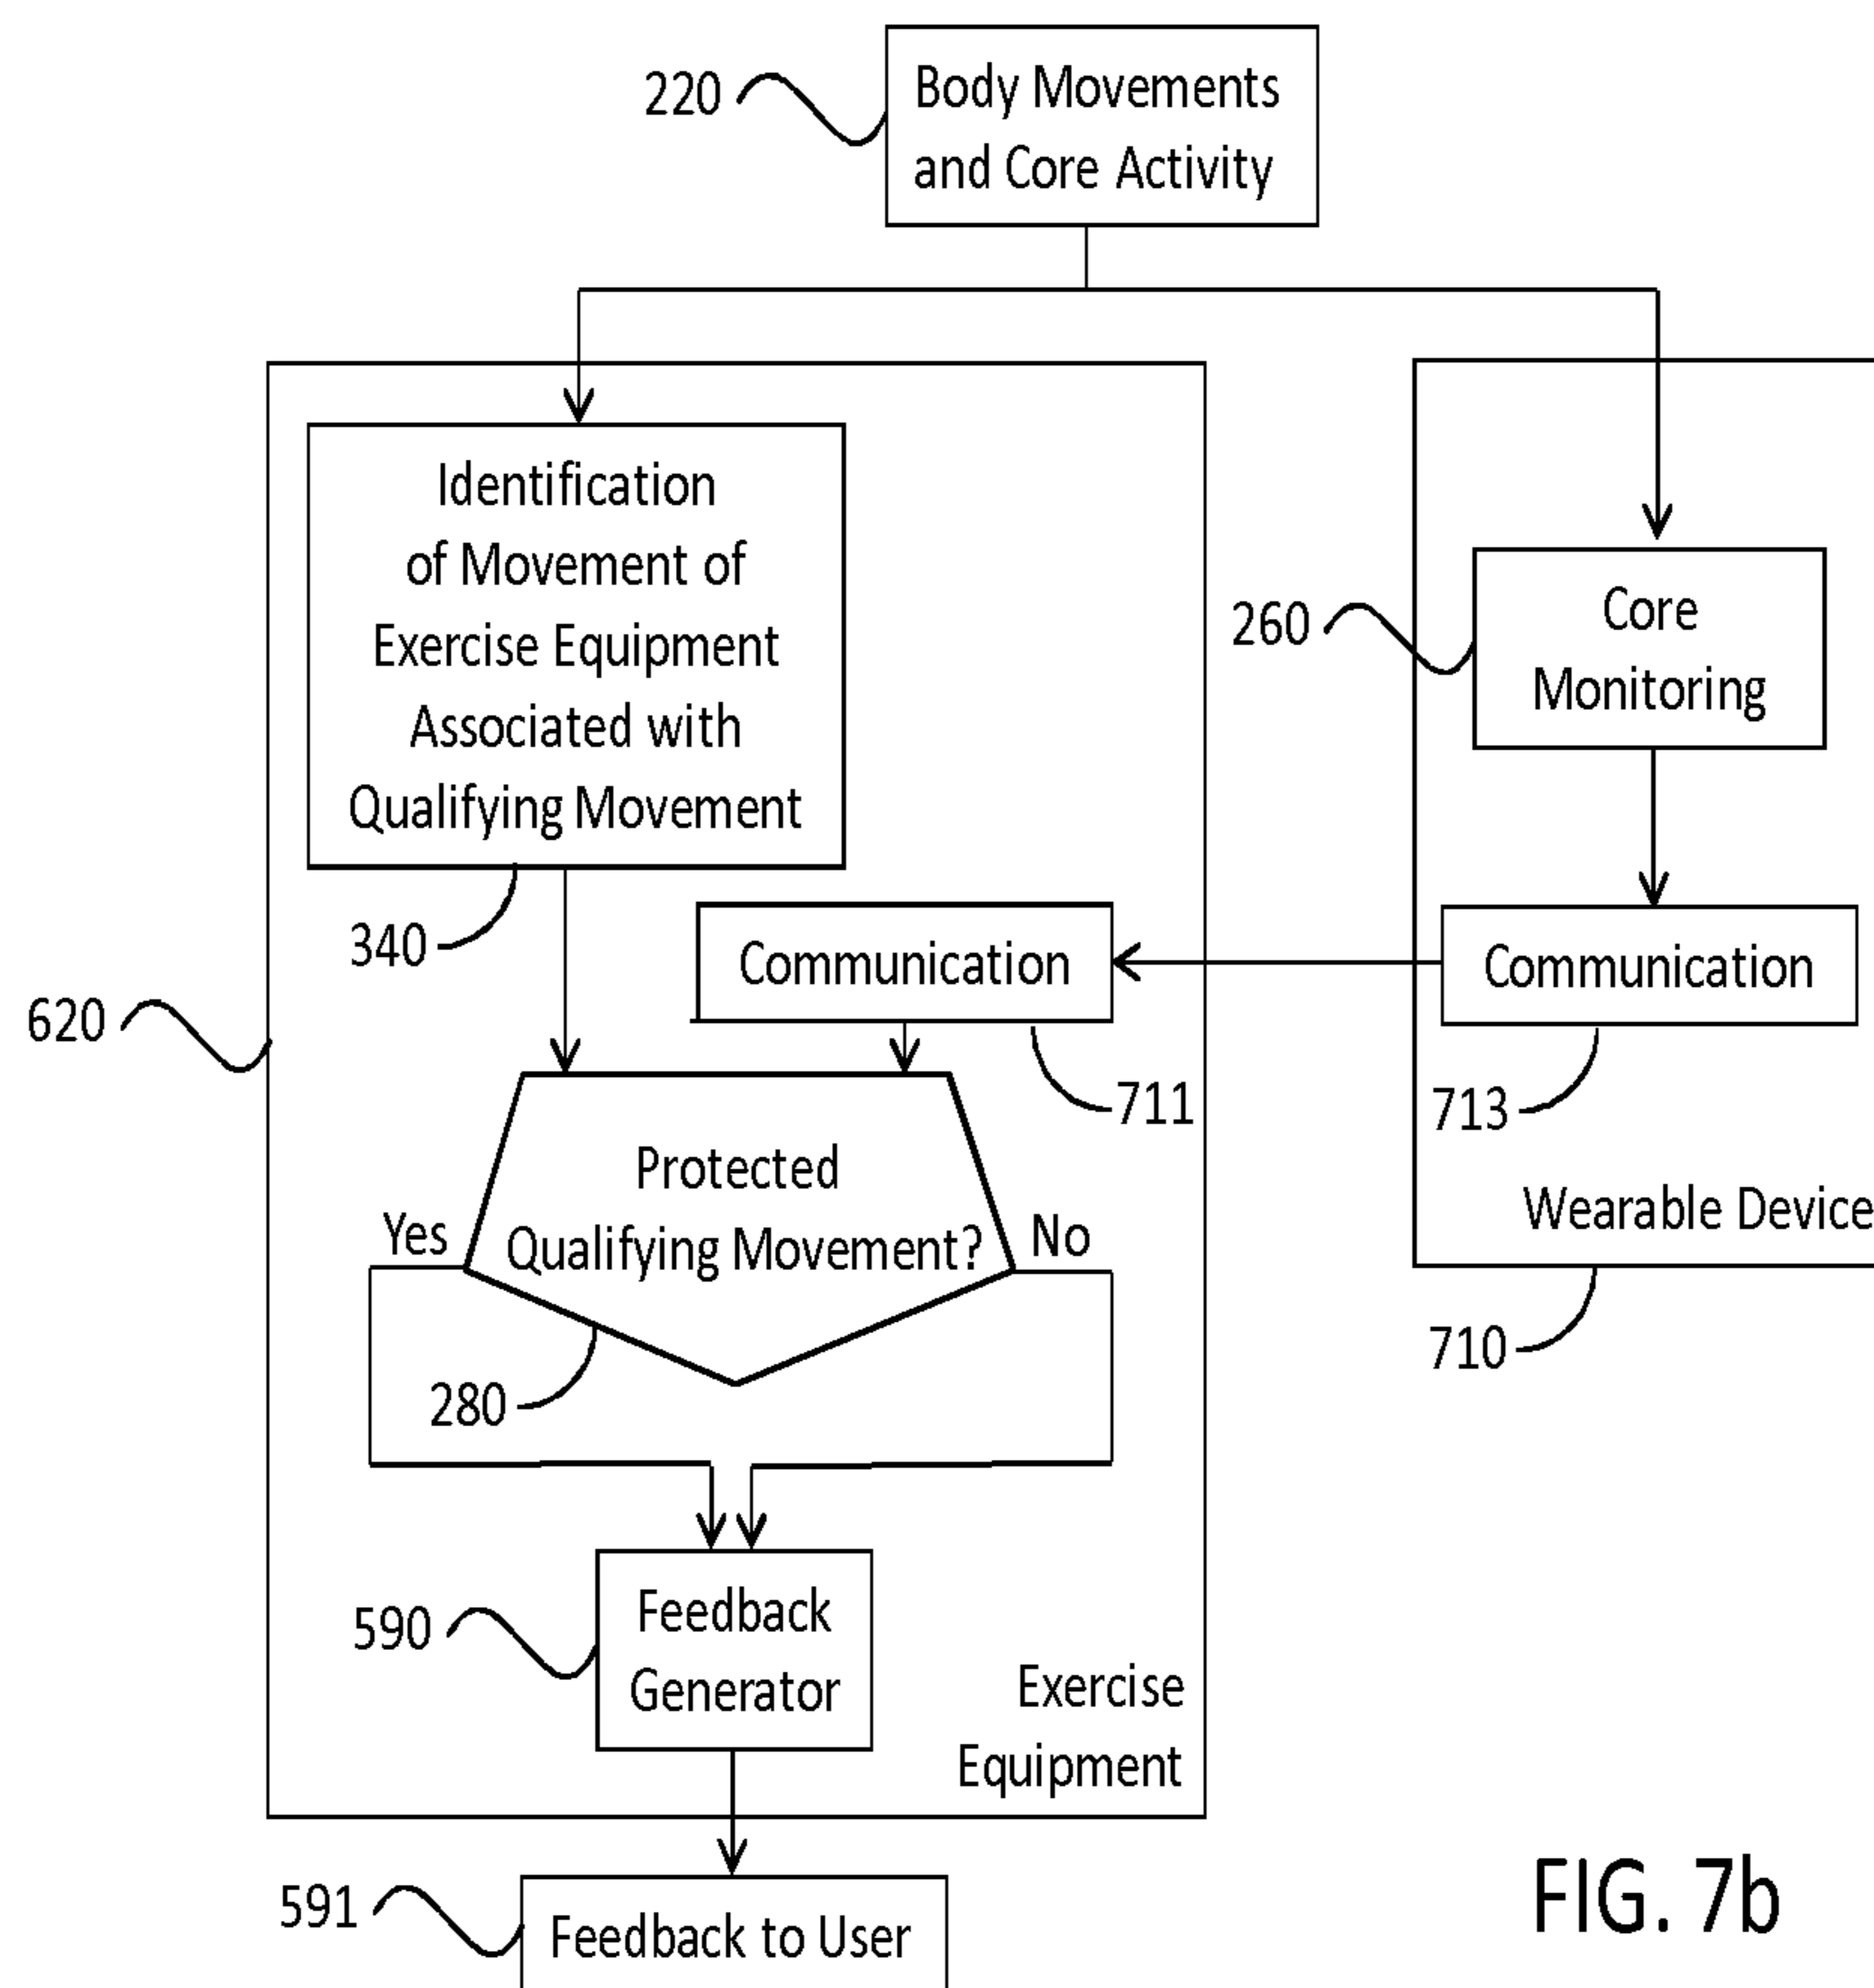 220
Body Movements
and Core Activity
Identification
of Movement of
Exercise Equipment
Associated with
Qualifying Movement
340
620
260
Core
Monitoring
Communication
Communication
711
713
Wearable Device
710
Protected
Qualifying Movement?
Yes
No
280
590
Feedback
Generator
Exercise
Equipment
591
Feedback to User
FIG. 7b